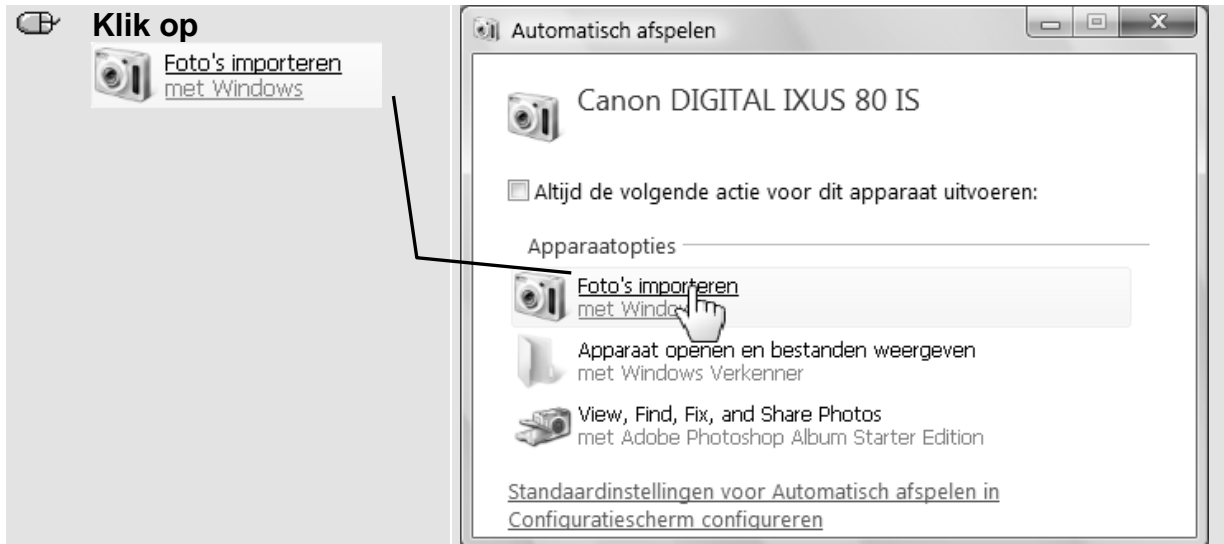 Klik op
Foto's importeren
met Windows
Automatisch afspelen
Canon DIGITAL IXUS 80 IS
Altijd de volgende actie voor dit apparaat uitvoeren:
Apparaatopties
Foto's importeren
met Windows
Apparaat openen en bestanden weergeven
met Windows Verkenner
View, Find, Fix, and Share Photos
met Adobe Photoshop Album Starter Edition
Standaardinstellingen voor Automatisch afspelen in
Configuratiescherm configureren